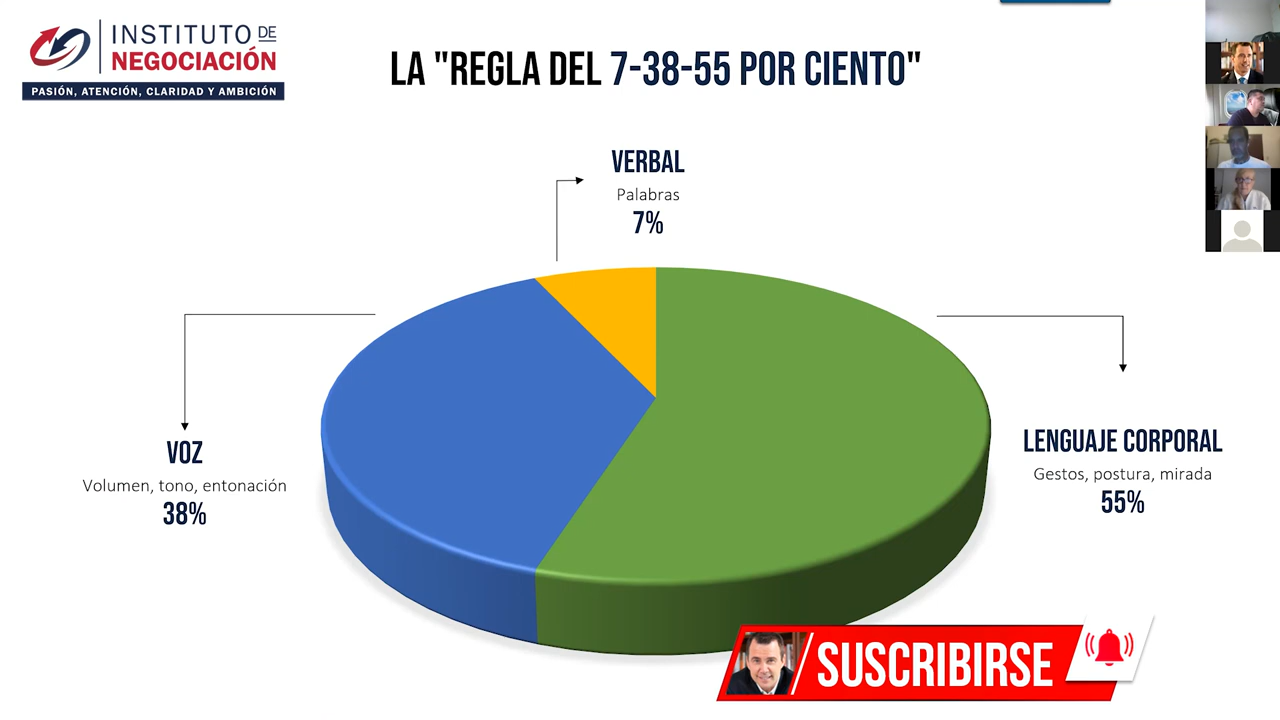 INSTITUTO DE
NEGOCIACIÓN
PASIÓN, ATENCIÓN, CLARIDAD Y AMBICIÓN
LA "REGLA DEL 7-38-55 POR CIENTO"
VERBAL
Palabras
7%
VOZ
Volumen, tono, entonación
38%
LENGUAJE CORPORAL
Gestos, postura, mirada
55%
SUSCRIBIRSE